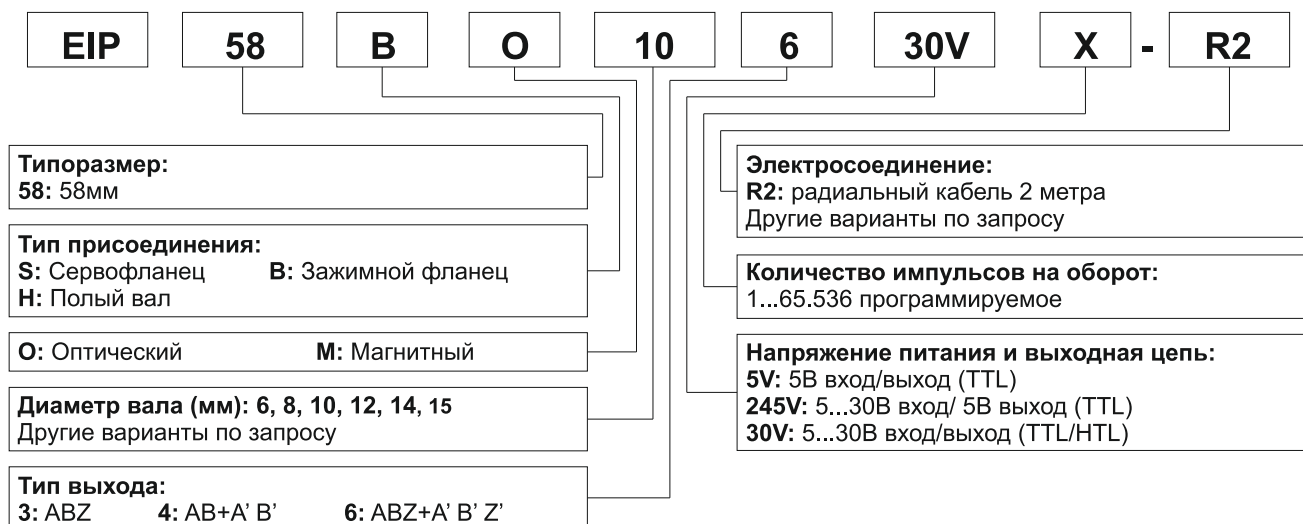 EIP 58 B O 10 6 30V X - R2
Типоразмер:
58: 58мм
Тип присоединения:
S: Сервофланец B: Зажимной фланец
H: Полый вал
O: Оптический M: Магнитный
Диаметр вала (мм): 6, 8, 10, 12, 14, 15
Другие варианты по запросу
Тип выхода:
3: ABZ 4: AB+A' B' 6: ABZ+A' B' Z'
Электросоединение:
R2: радиальный кабель 2 метра
Другие варианты по запросу
Количество импульсов на оборот:
1...65.536 программируемое
Напряжение питания и выходная цепь:
5V: 5В вход/выход (TTL)
245V: 5...30В вход/ 5В выход (TTL)
30V: 5...30В вход/выход (TTL/HTL)